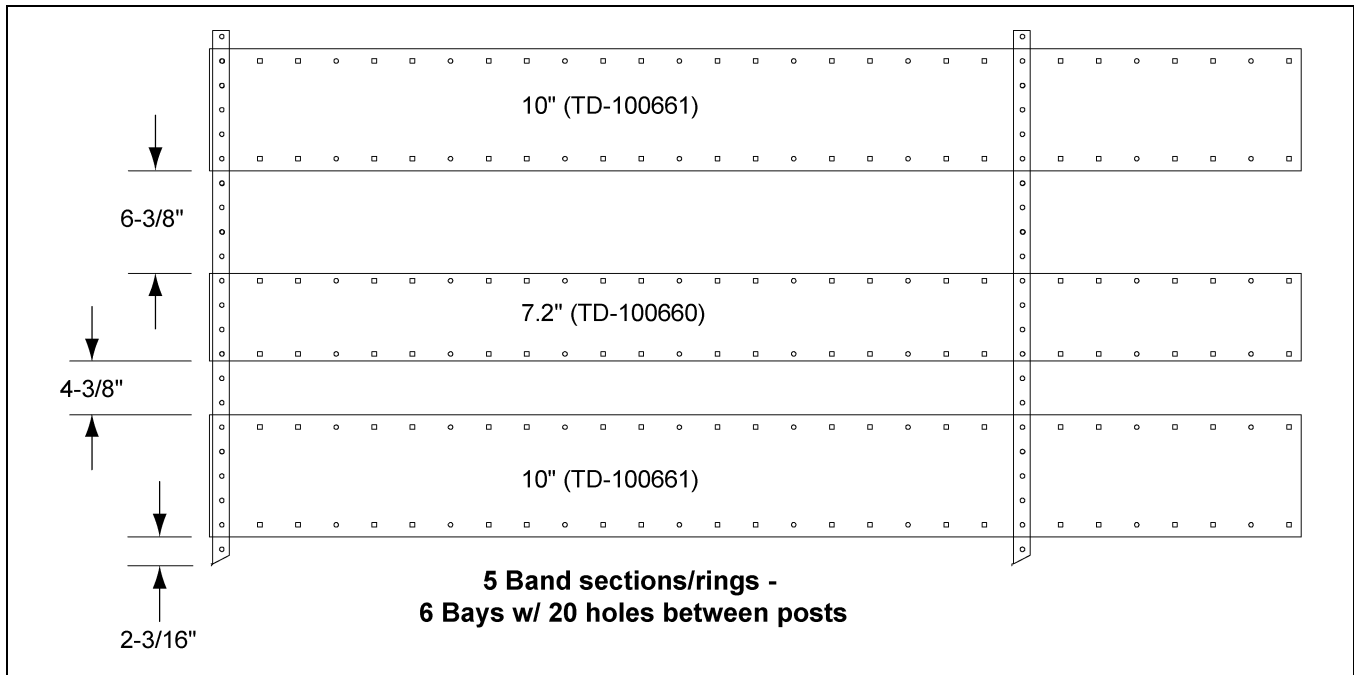 10" (TD-100661)
6-3/8"
7.2" (TD-100660)
4-3/8"
10" (TD-100661)
5 Band sections/rings -
6 Bays w/ 20 holes between posts
2-3/16"